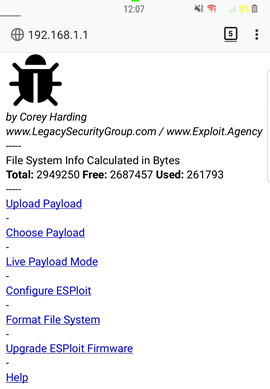 12:07
3%
192.168.1.1
5
by Corey Harding
www.LegacySecurityGroup.com / www.Exploit.Agency
-----
File System Info Calculated in Bytes
Total: 2949250 Free: 2687457 Used: 261793
-----
Upload Payload
-
Choose Payload
-
Live Payload Mode
-
Configure ESPloit
-
Format File System
-
Upgrade ESPloit Firmware
-
Help